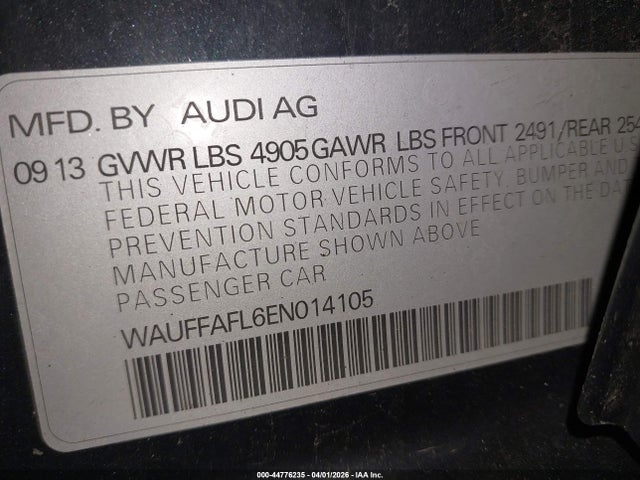 MFD. BY AUDI AG
09 13 GVWR LBS 4905 GAWR LBS FRONT 2491/REAR 254
THIS VEHICLE CONFORMS TO ALL APPLICABLE U.S
FEDERAL MOTOR VEHICLE SAFETY, BUMPER AND
PREVENTION STANDARDS IN EFFECT ON THE DAT
MANUFACTURE SHOWN ABOVE
PASSENGER CAR
WAUFFAFL6EN014105
000-44776235 - 04/01/2026 - IAA Inc.